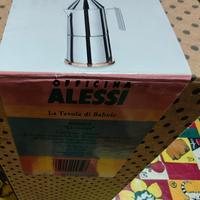 OFFICINA
ALESSI
La Tavola di Babele